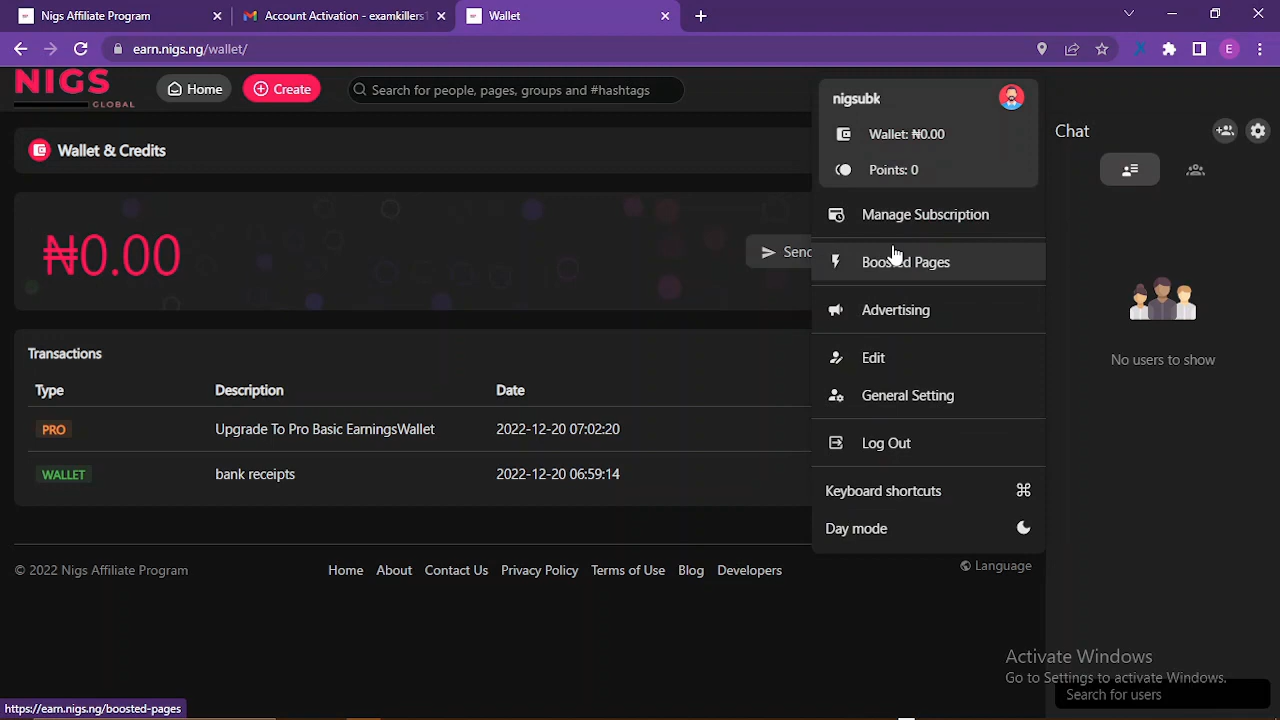 Nigs Affiliate Program
Account Activation - examkillers1
Wallet
earn.nigs.ng/wallet/
E
NIGS
GLOBAL
Home
Create
Search for people, pages, groups and #hashtags
Wallet & Credits
₦0.00
Send
Transactions
Type Description Date
PRO Upgrade To Pro Basic EarningsWallet 2022-12-20 07:02:20
WALLET bank receipts 2022-12-20 06:59:14
© 2022 Nigs Affiliate Program
Home About Contact Us Privacy Policy Terms of Use Blog Developers
Language
nigsubk
Wallet: ₦0.00
Points: 0
Manage Subscription
Boosted Pages
Advertising
Edit
General Setting
Log Out
Keyboard shortcuts ⌘
Day mode
Chat
No users to show
Activate Windows
Go to Settings to activate Windows.
Search for users
https://earn.nigs.ng/boosted-pages